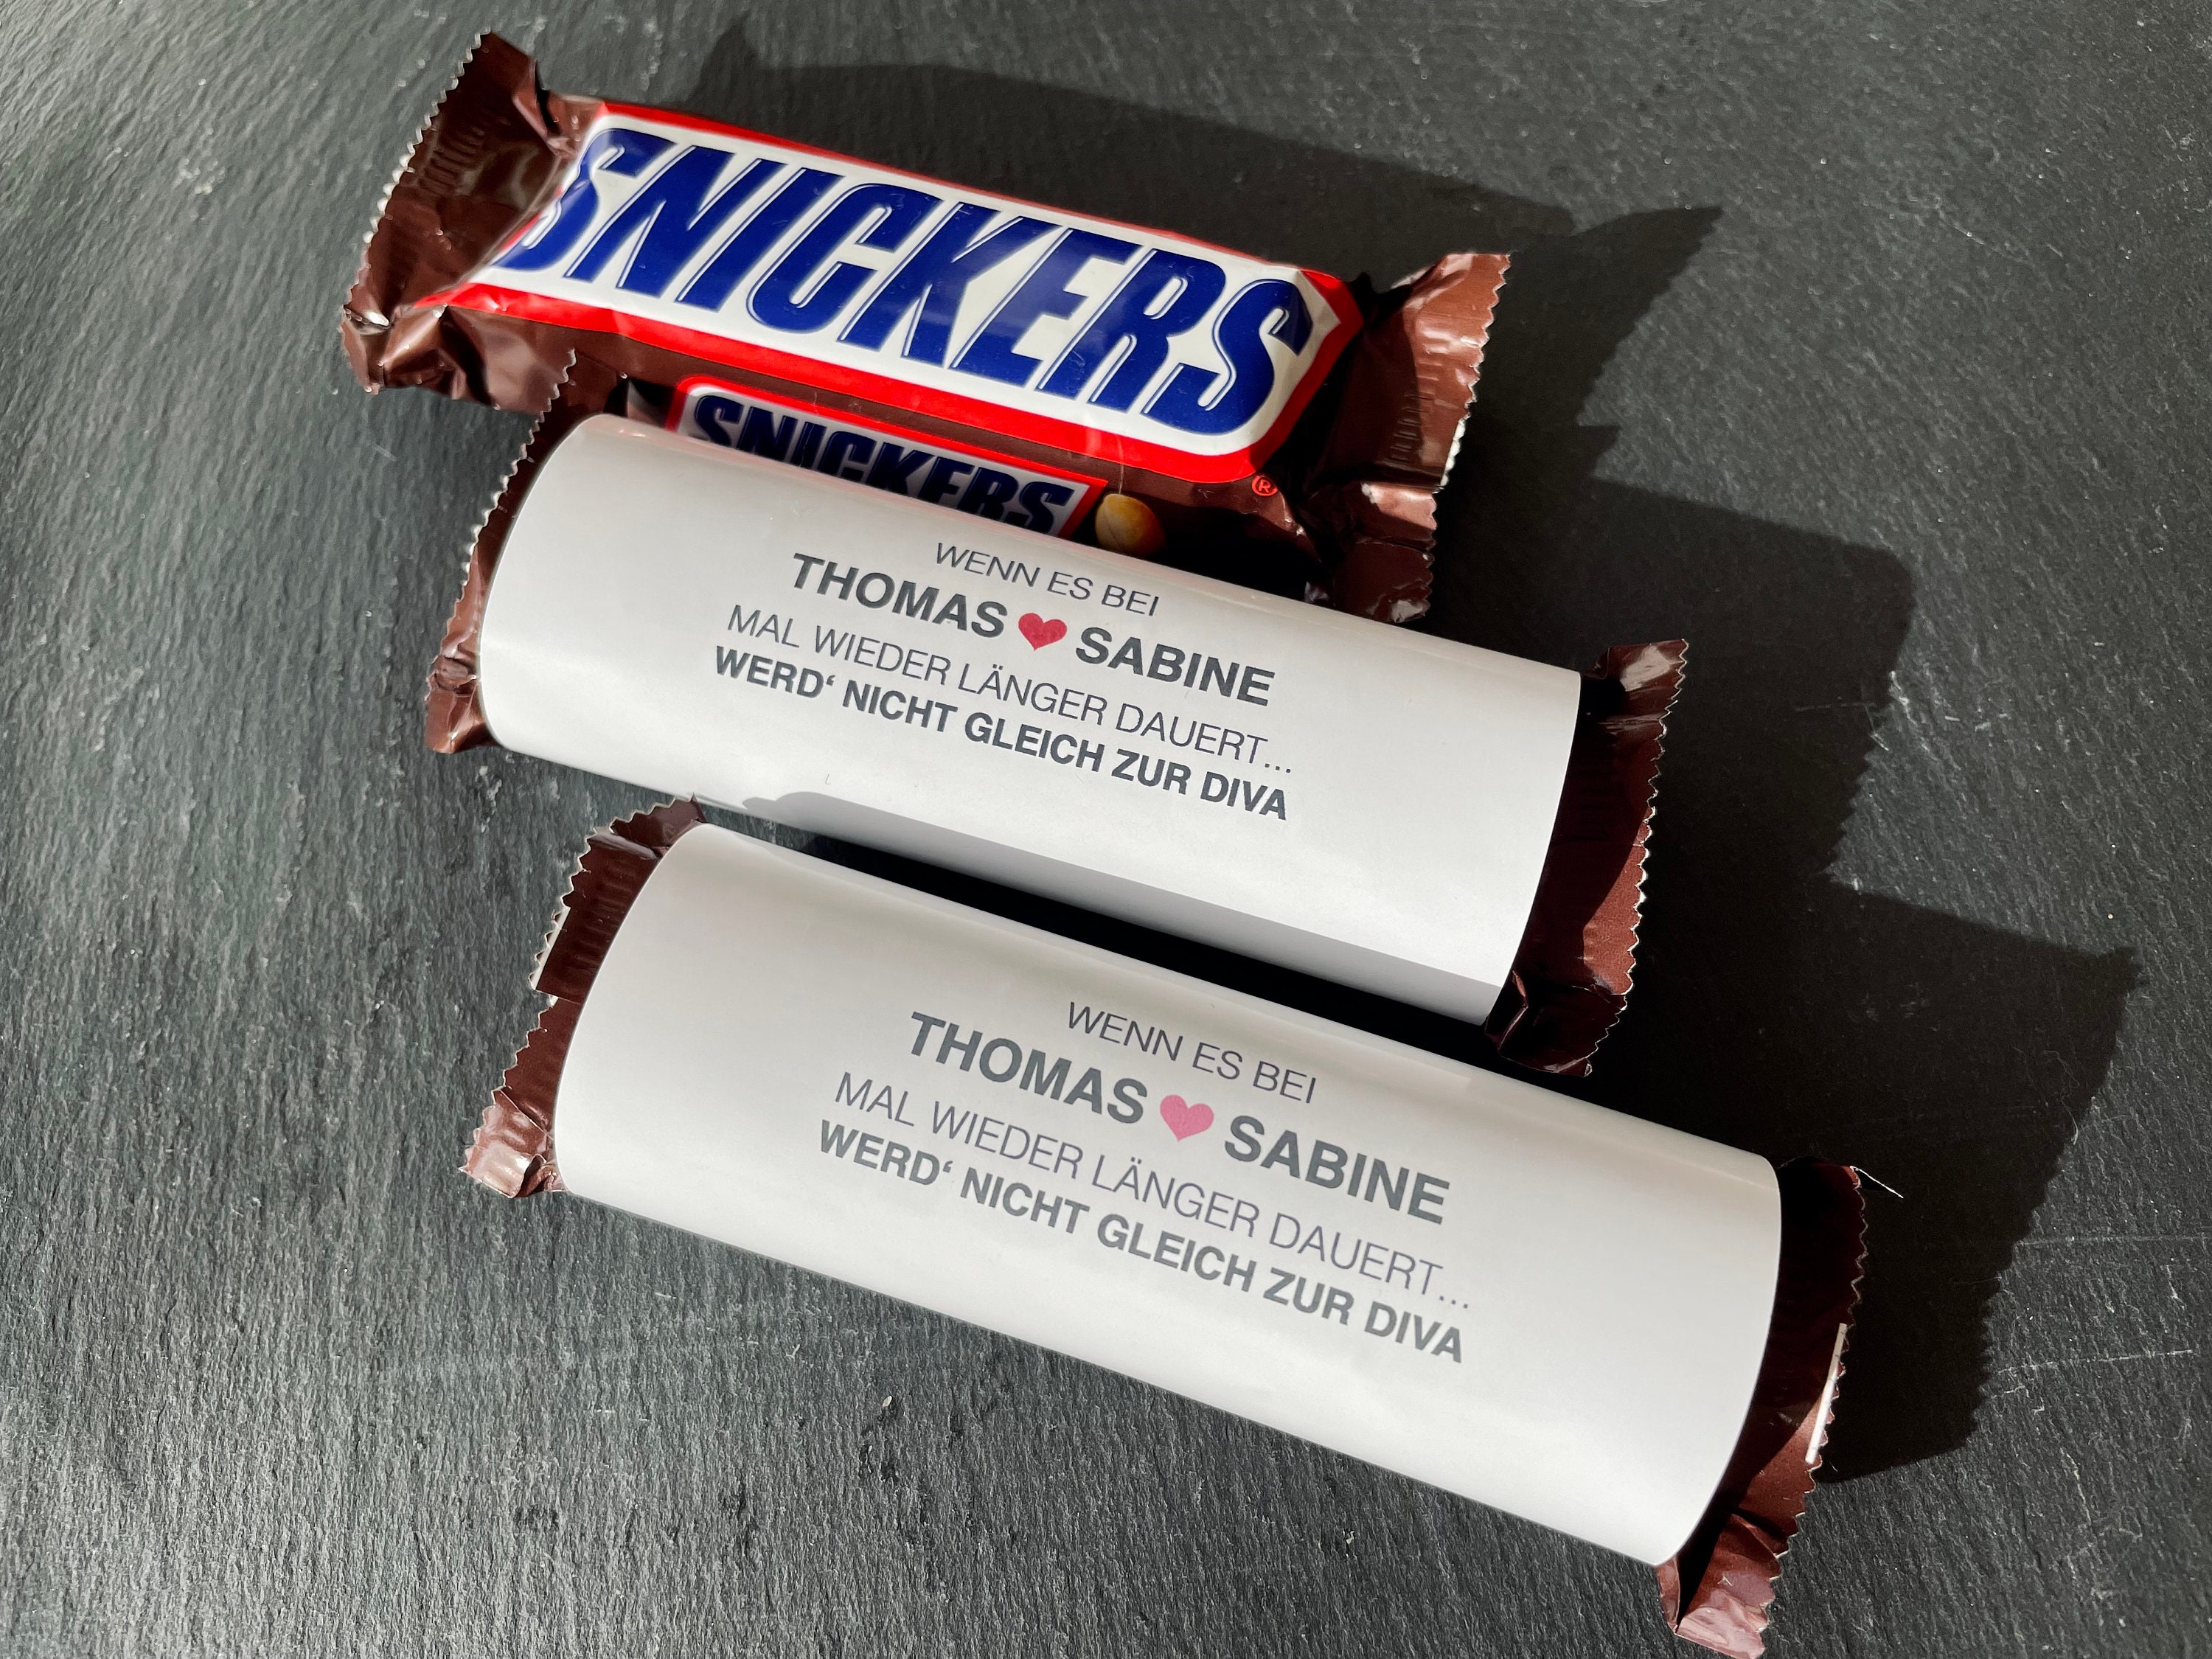 SNICKERS
®
SNICKERS
WENN ES BEI
THOMAS ❤ SABINE
MAL WIEDER LÄNGER DAUERT...
WERD‘ NICHT GLEICH ZUR DIVA
WENN ES BEI
THOMAS ❤ SABINE
MAL WIEDER LÄNGER DAUERT...
WERD‘ NICHT GLEICH ZUR DIVA